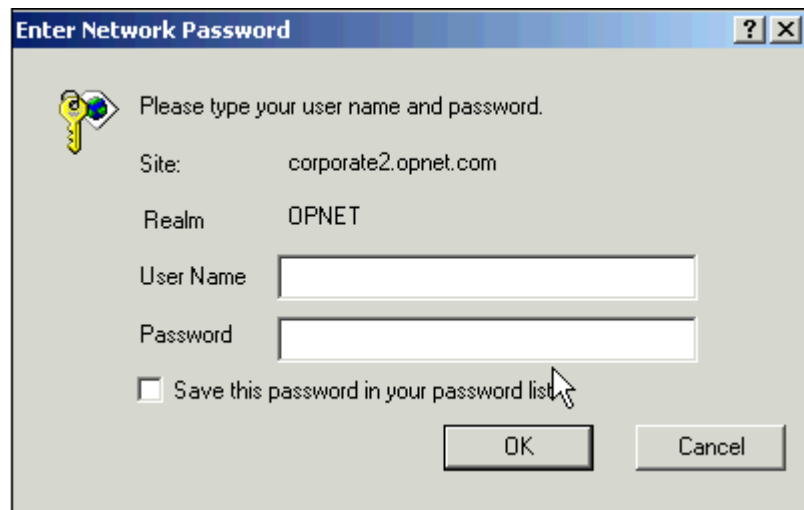 Enter Network Password
Please type your user name and password.
Site: corporate2.opnet.com
Realm OPNET
User Name
Password
Save this password in your password list
OK Cancel